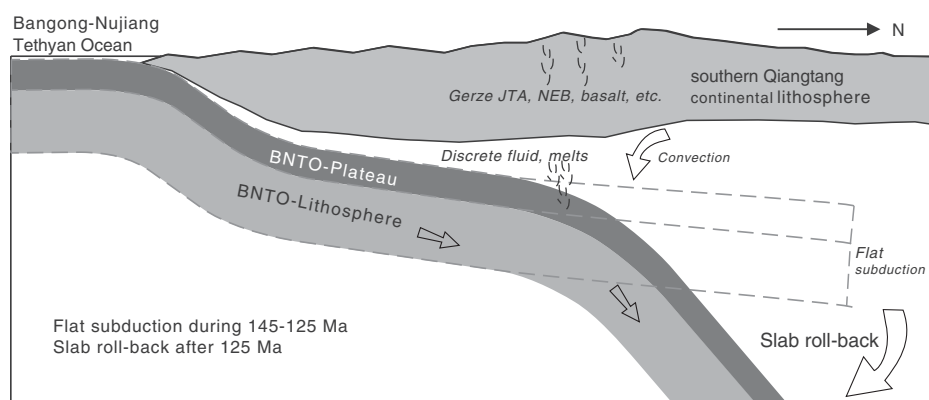 Bangong-Nujiang
Tethyan Ocean
N
southern Qiangtang
continental lithosphere
Gerze JTA, NEB, basalt, etc.
Discrete fluid, melts
Convection
BNTO-Plateau
BNTO-Lithosphere
Flat
subduction
Flat subduction during 145-125 Ma
Slab roll-back after 125 Ma
Slab roll-back